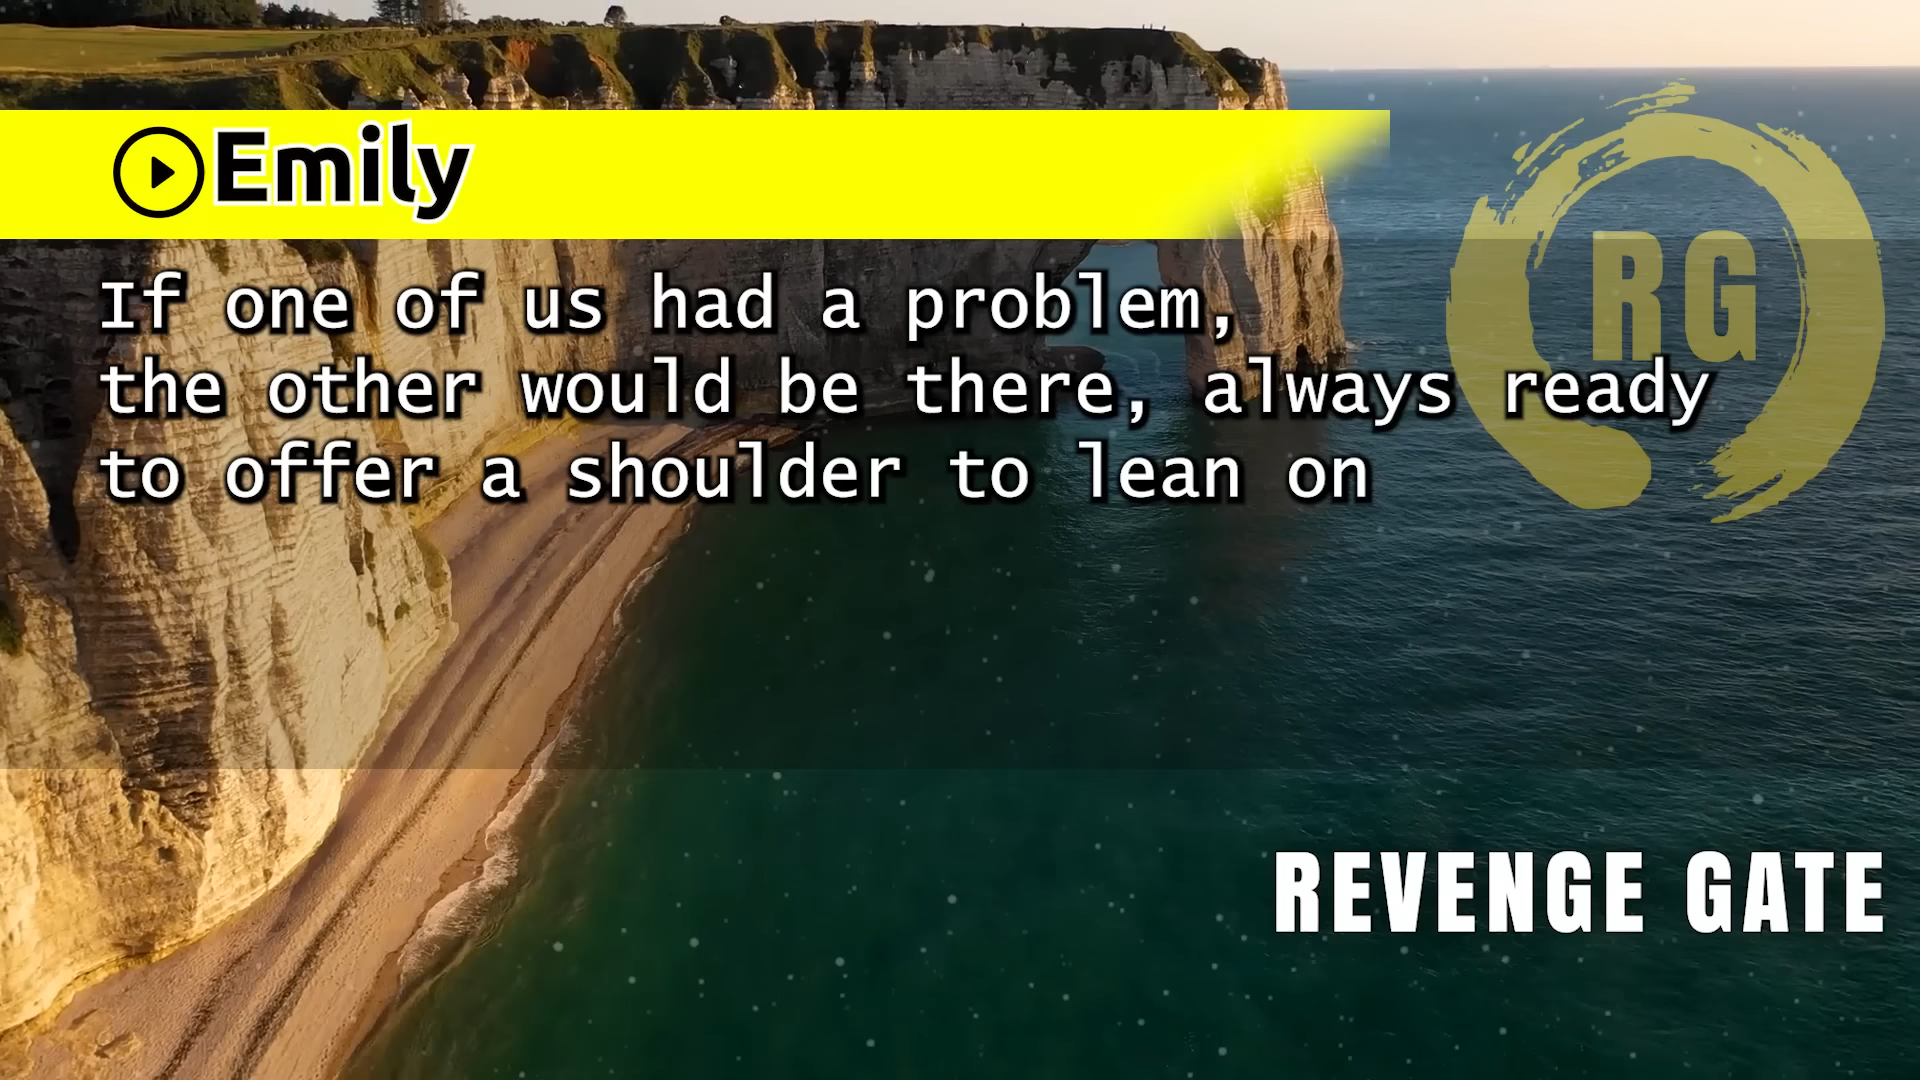 Emily
RG
If one of us had a problem,
the other would be there, always ready
to offer a shoulder to lean on
REVENGE GATE